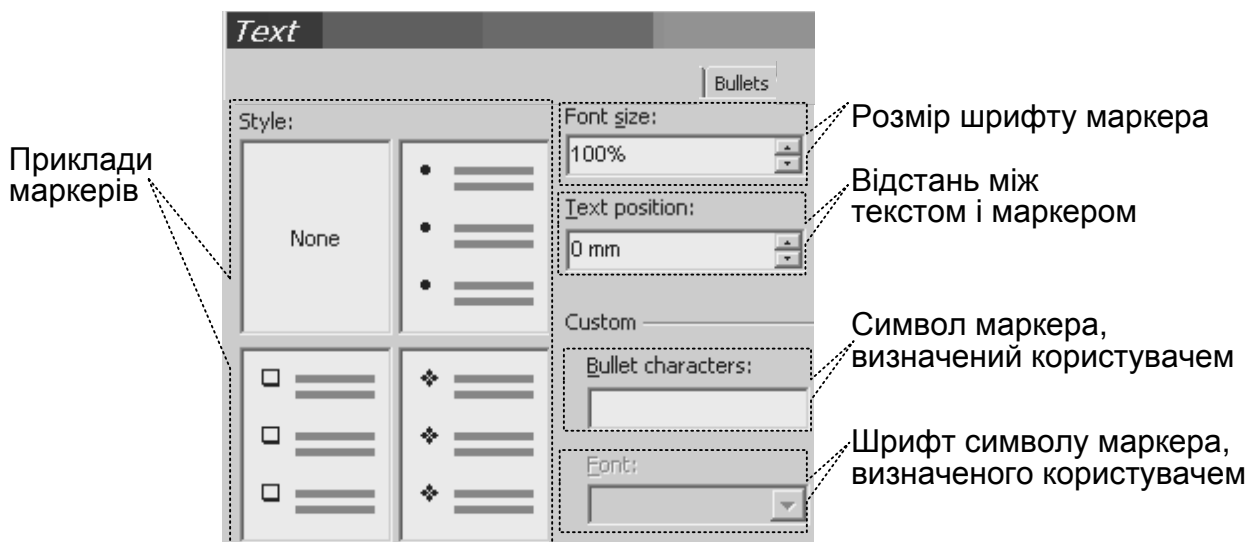 Text
Bullets
Style:
Font size:
Розмір шрифту маркера
100%
Приклади
маркерів
Відстань між
текстом і маркером
Text position:
None
0 mm
Custom
Символ маркера,
визначений користувачем
Bullet characters:
Шрифт символу маркера,
визначеного користувачем
Font: